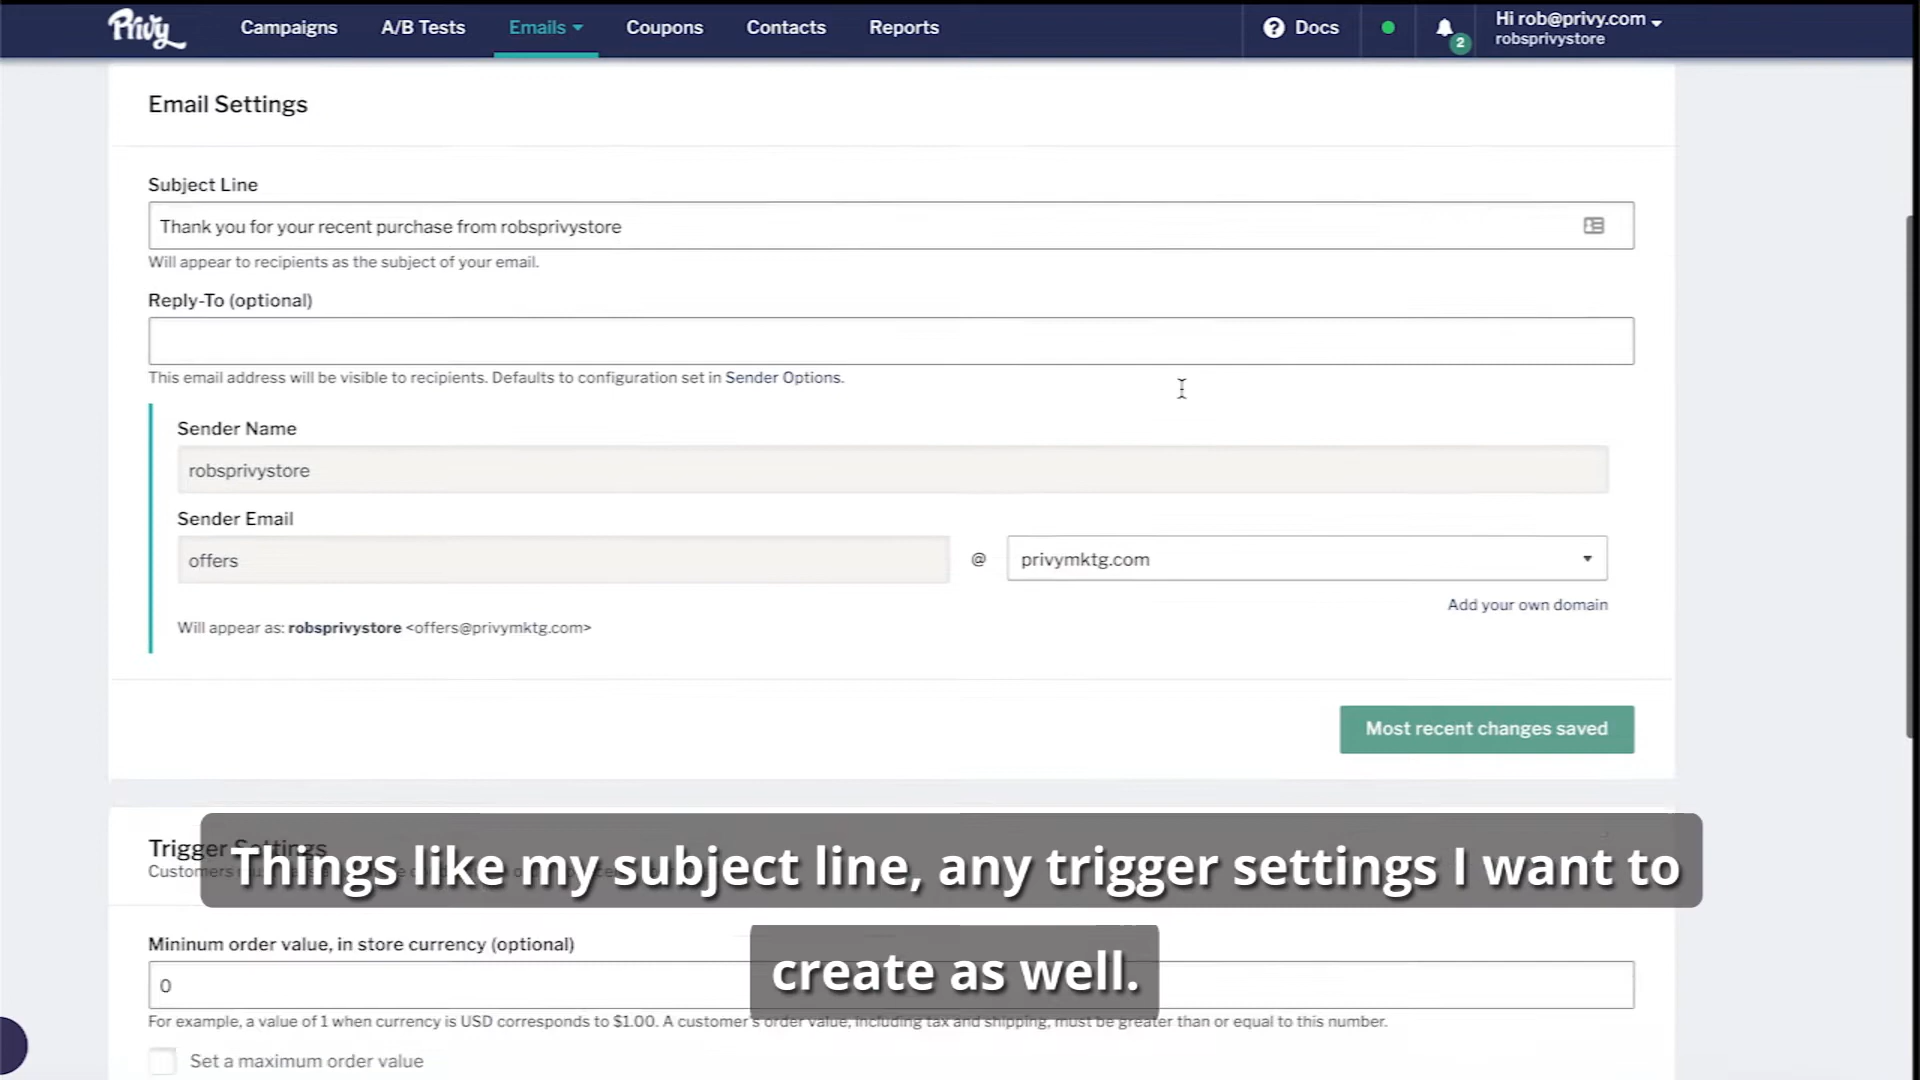 Privy Campaigns A/B Tests Emails Coupons Contacts Reports ? Docs 2 Hi rob@privy.com
robsprivystore
Email Settings
Subject Line
Thank you for your recent purchase from robsprivystore
Will appear to recipients as the subject of your email.
Reply-To (optional)
This email address will be visible to recipients. Defaults to configuration set in Sender Options.
Sender Name
robsprivystore
Sender Email
offers @ privymktg.com
Add your own domain
Will appear as: robsprivystore <offers@privymktg.com>
Most recent changes saved
Trigger Settings
Customers
Things like my subject line, any trigger settings I want to
create as well.
Mininum order value, in store currency (optional)
0
For example, a value of 1 when currency is USD corresponds to $1.00. A customer's order value, including tax and shipping, must be greater than or equal to this number.
Set a maximum order value